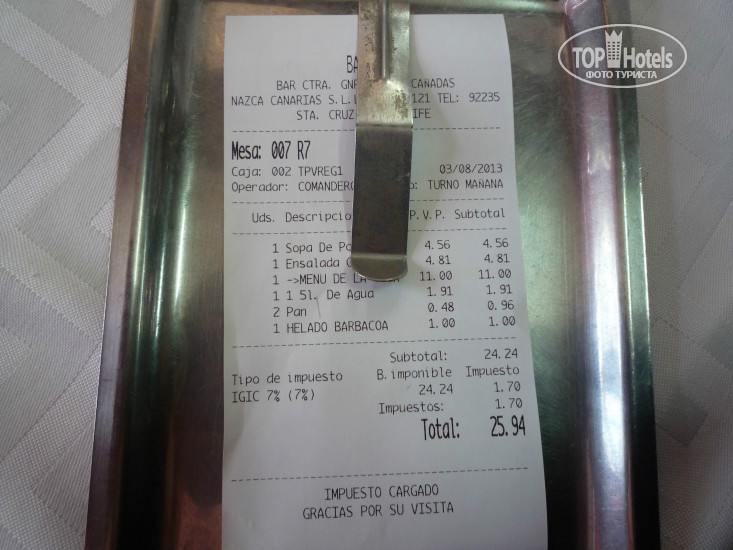 TOP Hotels
ФОТО ТУРИСТА
BA
BAR CTRA. CAÑADAS
NAZCA CANARIAS S.L. 121 TEL: 92235
STA. CRUZ IFE
Mesa: 007 R7
Caja: 002 TPVREG1 03/08/2013
Operador: COMANDERO TURNO MAÑANA
Uds. Descripcio P.V.P. Subtotal
1 Sopa De Po 4.56 4.56
1 Ensalada 4.81 4.81
1 ->MENU DE LA 11.00 11.00
1 1 5l. De Agua 1.91 1.91
2 Pan 0.48 0.96
1 HELADO BARBACOA 1.00 1.00
Subtotal: 24.24
Tipo de impuesto B.imponible Impuesto
IGIC 7% (7%) 24.24 1.70
Impuestos: 1.70
Total: 25.94
IMPUESTO CARGADO
GRACIAS POR SU VISITA